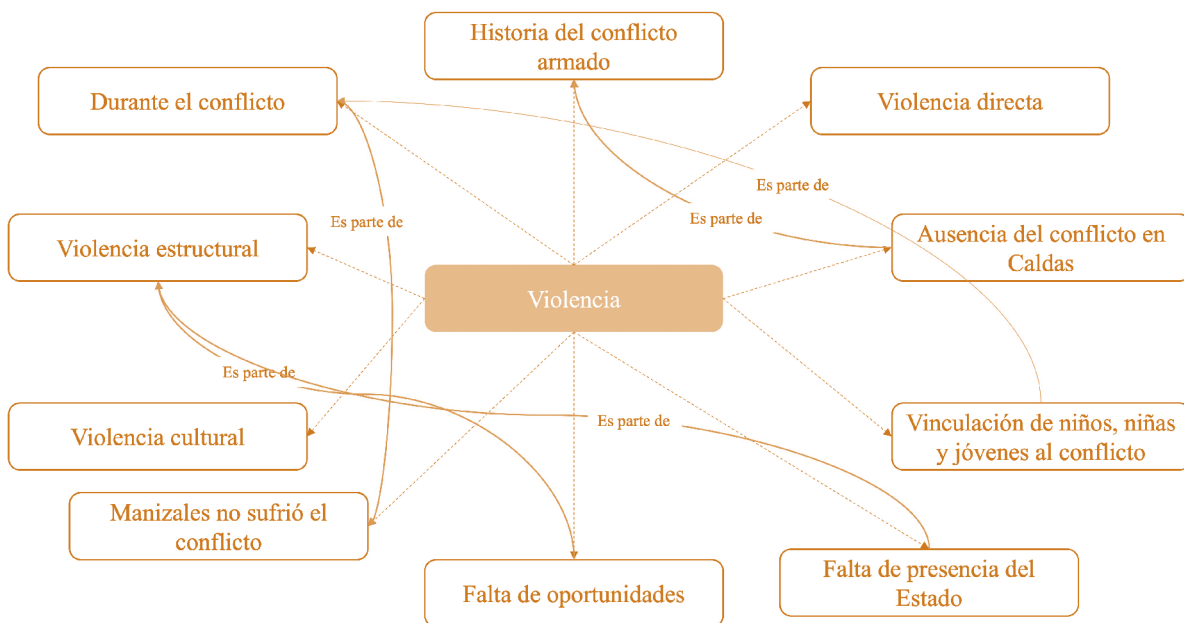 Historia del conflicto
armado
Durante el conflicto
Violencia directa
Es parte de
Es parte de
Es parte de
Violencia estructural
Ausencia del conflicto en
Caldas
Violencia
Es parte de
Es parte de
Violencia cultural
Vinculación de niños, niñas
y jóvenes al conflicto
Manizales no sufrió el
conflicto
Falta de oportunidades
Falta de presencia del
Estado